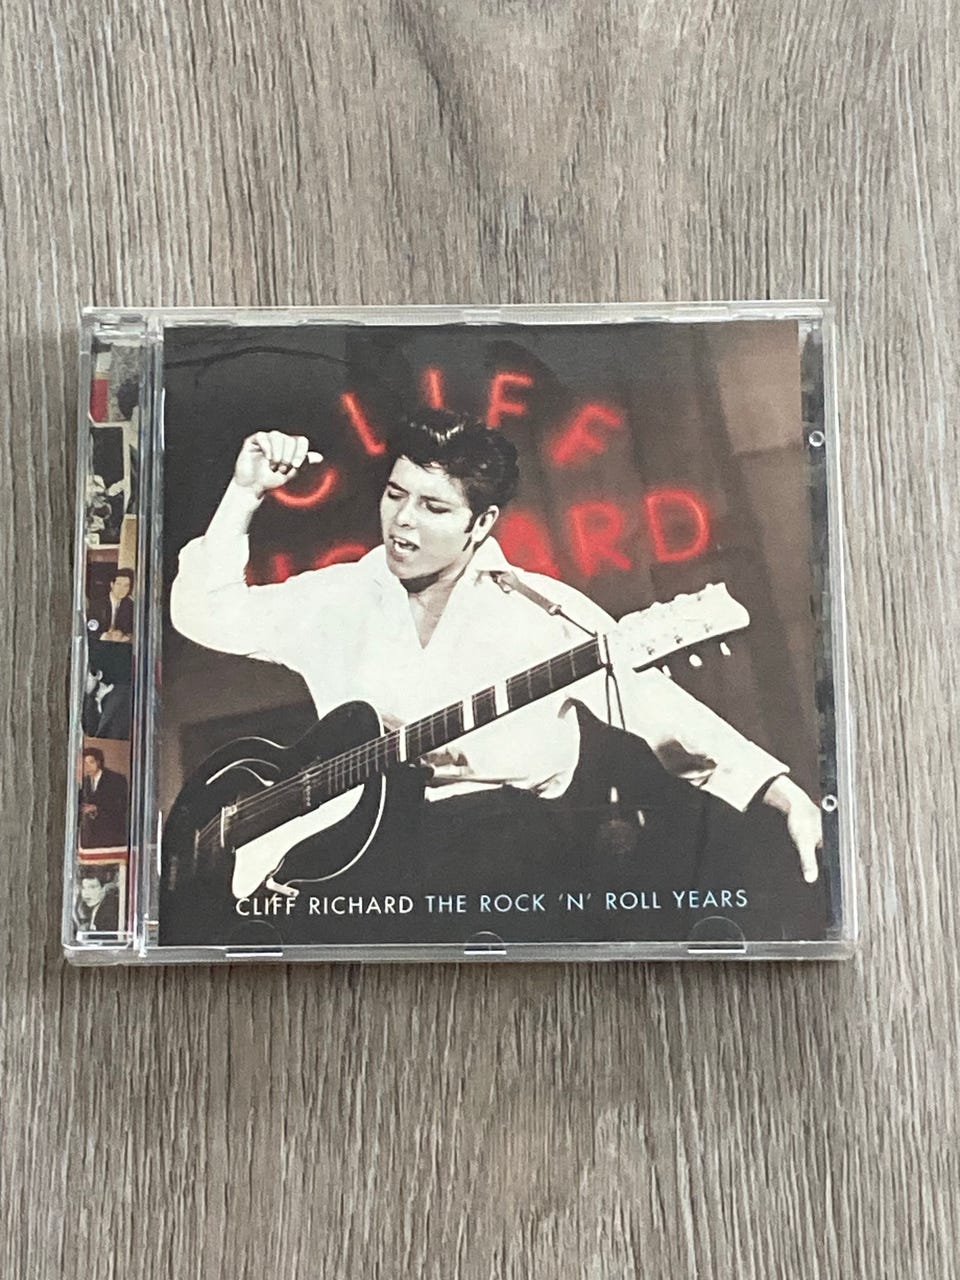 CLIFF
RICHARD
CLIFF RICHARD THE ROCK 'N' ROLL YEARS